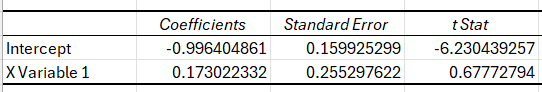 Coefficients Standard Error t Stat
Intercept -0.996404861 0.159925299 -6.230439257
X Variable 1 0.173022332 0.255297622 0.67772794